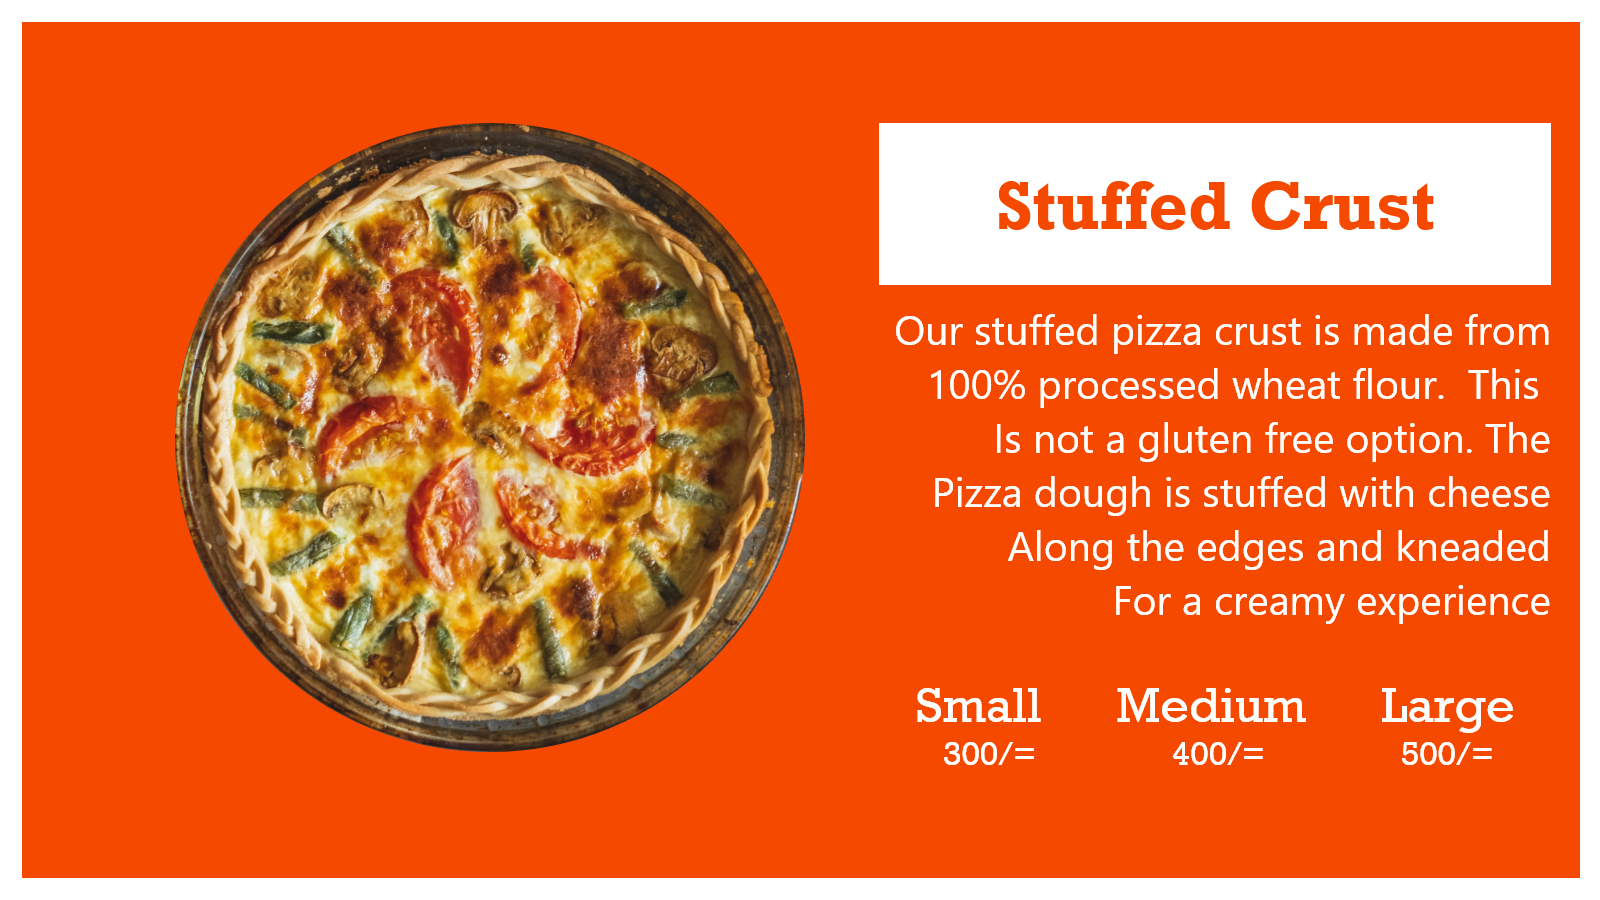 Stuffed Crust
Our stuffed pizza crust is made from
100% processed wheat flour.  This
Is not a gluten free option. The
Pizza dough is stuffed with cheese
Along the edges and kneaded
For a creamy experience
Small Medium Large
300/= 400/= 500/=